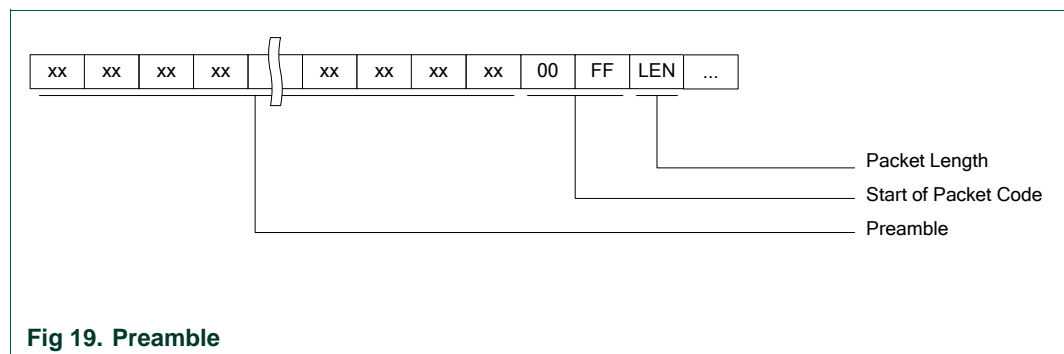 xx xx xx xx xx xx xx xx 00 FF LEN ...
Packet Length
Start of Packet Code
Preamble
Fig 19. Preamble